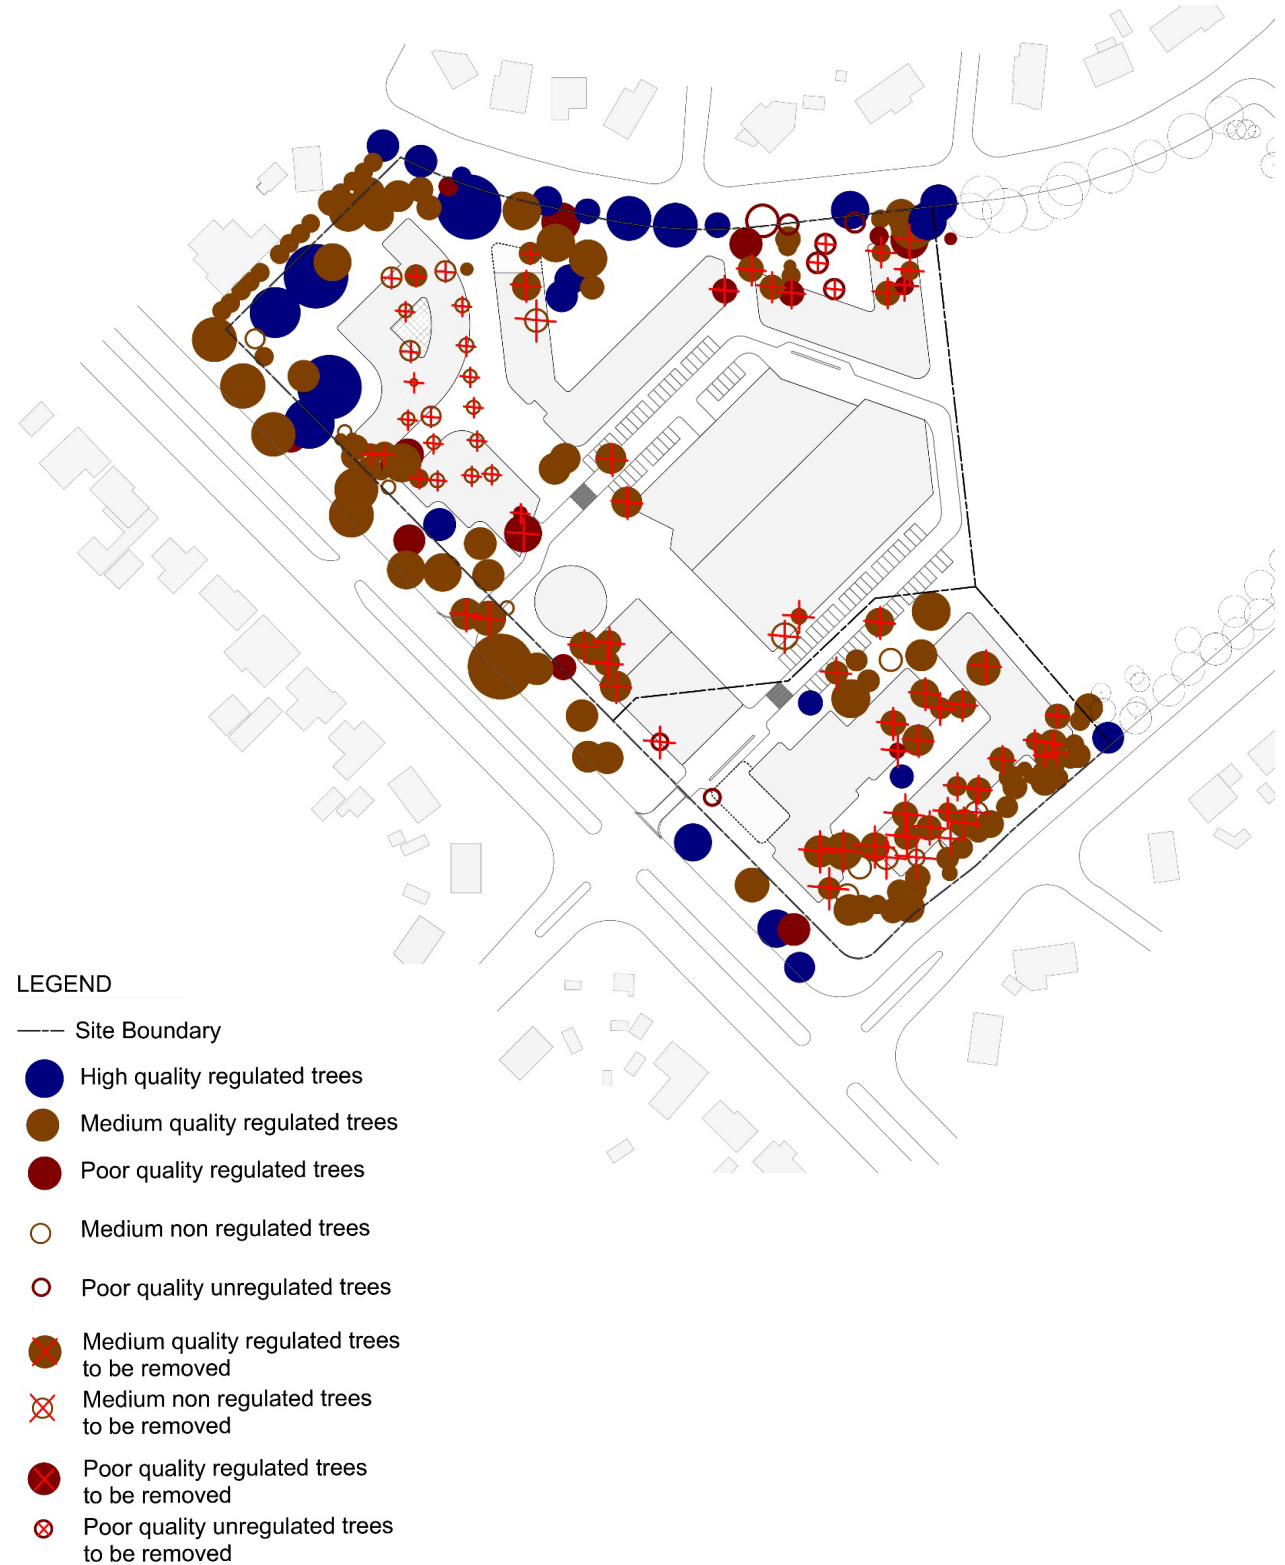 LEGEND
Site Boundary
High quality regulated trees
Medium quality regulated trees
Poor quality regulated trees
Medium non regulated trees
Poor quality unregulated trees
Medium quality regulated trees
to be removed
Medium non regulated trees
to be removed
Poor quality regulated trees
to be removed
Poor quality unregulated trees
to be removed